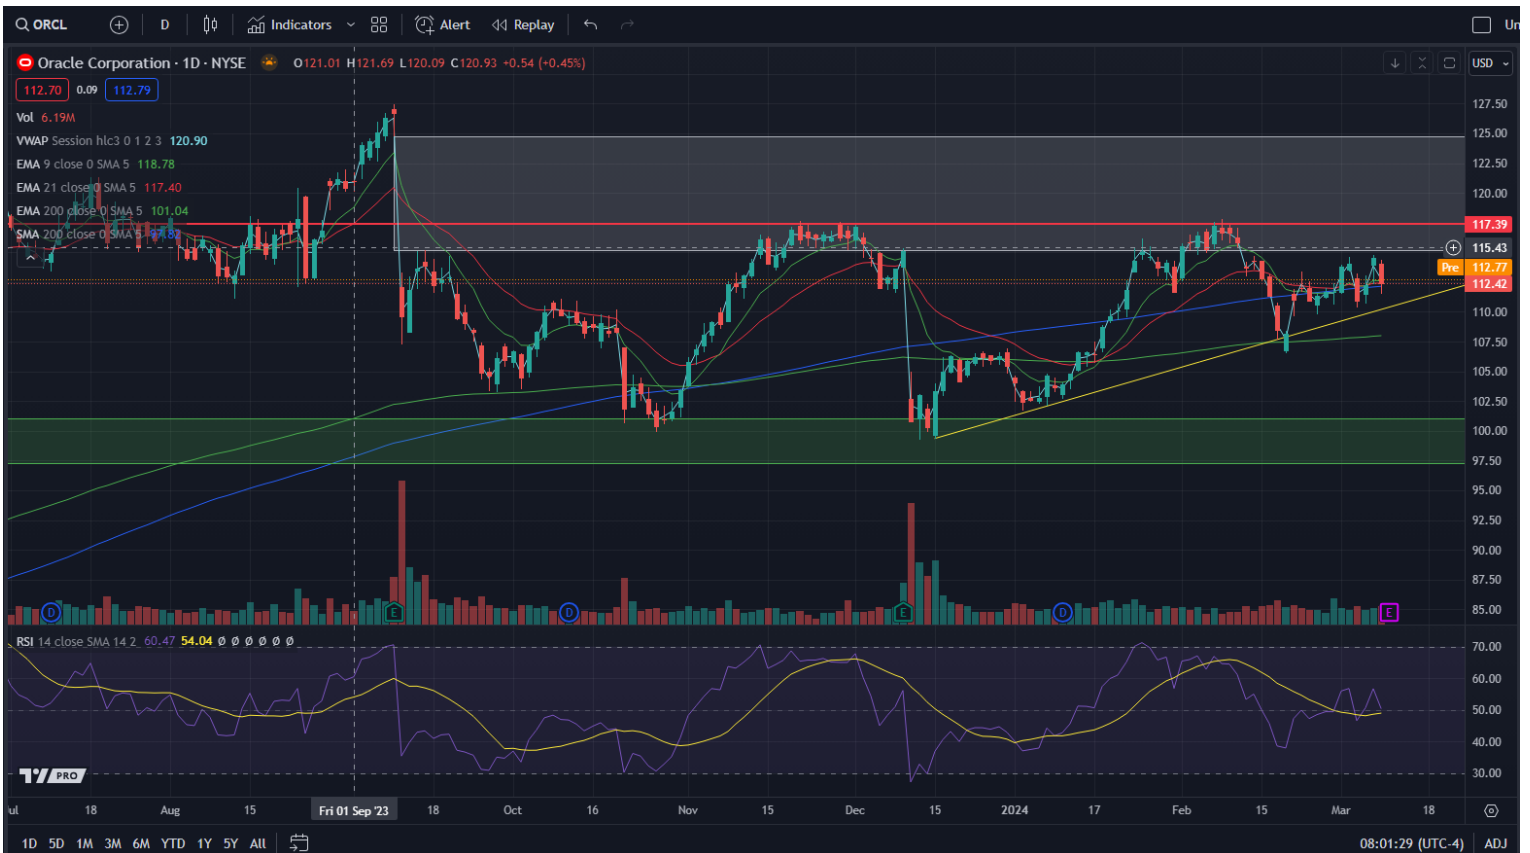 ORCL D Indicators Alert Replay Un
Oracle Corporation · 1D · NYSE O121.01 H121.69 L120.09 C120.93 +0.54 (+0.45%) USD
112.70 0.09 112.79
Vol 6.19M
VWAP Session hlc3 0 1 2 3 120.90
EMA 9 close 0 SMA 5 118.78
EMA 21 close 0 SMA 5 117.40
EMA 200 close 0 SMA 5 101.04
SMA 200 close 0 SMA 5
127.50
125.00
122.50
120.00
117.39
115.43
Pre 112.77
112.42
110.00
107.50
105.00
102.50
100.00
97.50
95.00
92.50
90.00
87.50
85.00
D E D E D E
RSI 14 close SMA 14 2 60.47 54.04 Ø Ø Ø Ø Ø Ø
70.00
60.00
50.00
40.00
30.00
TV PRO
ul 18 Aug 15 Fri 01 Sep '23 18 Oct 16 Nov 15 Dec 15 2024 17 Feb 15 Mar 18
1D 5D 1M 3M 6M YTD 1Y 5Y All 08:01:29 (UTC-4) ADJ